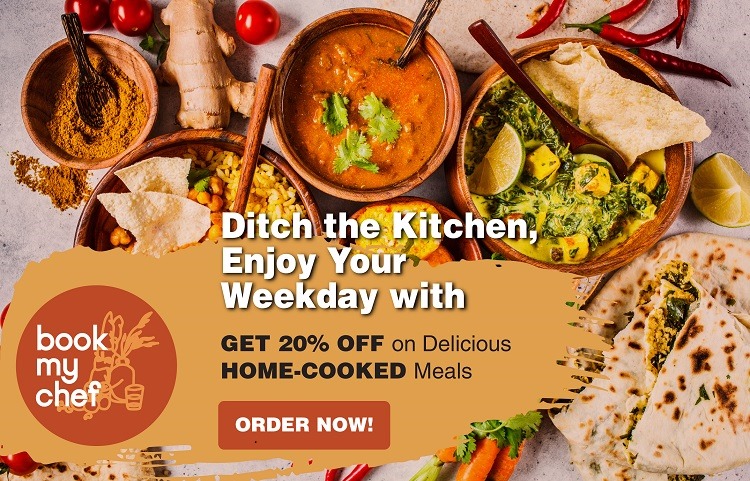 Ditch the Kitchen,
Enjoy Your
Weekday with
book
my
chef
GET 20% OFF on Delicious
HOME-COOKED Meals
ORDER NOW!